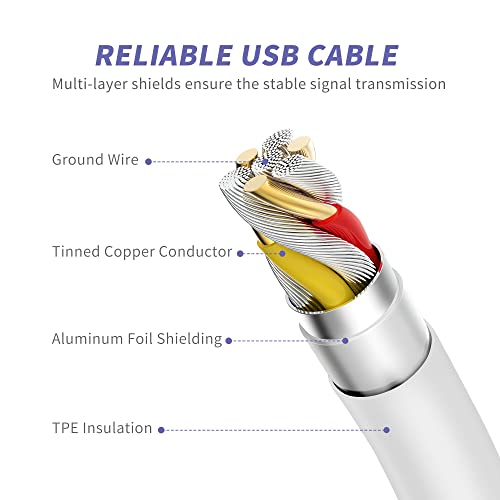 RELIABLE USB CABLE
Multi-layer shields ensure the stable signal transmission
Ground Wire
Tinned Copper Conductor
Aluminum Foil Shielding
TPE Insulation